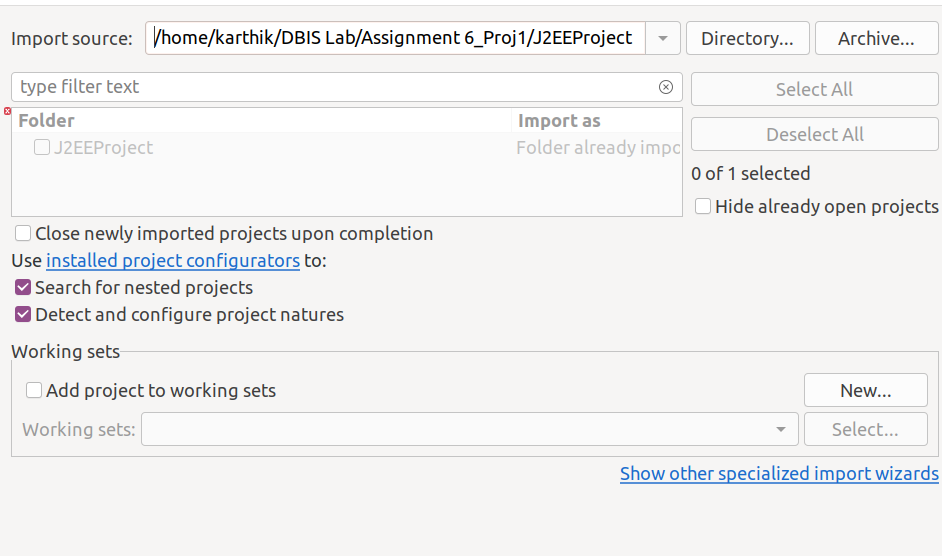 Import source: /home/karthik/DBIS Lab/Assignment 6_Proj1/J2EEProject Directory... Archive...
type filter text Select All
Folder Import as
Deselect All
J2EEProject Folder already impo
0 of 1 selected
Hide already open projects
Close newly imported projects upon completion
Use installed project configurators to:
Search for nested projects
Detect and configure project natures
Working sets
Add project to working sets New...
Working sets: Select...
Show other specialized import wizards